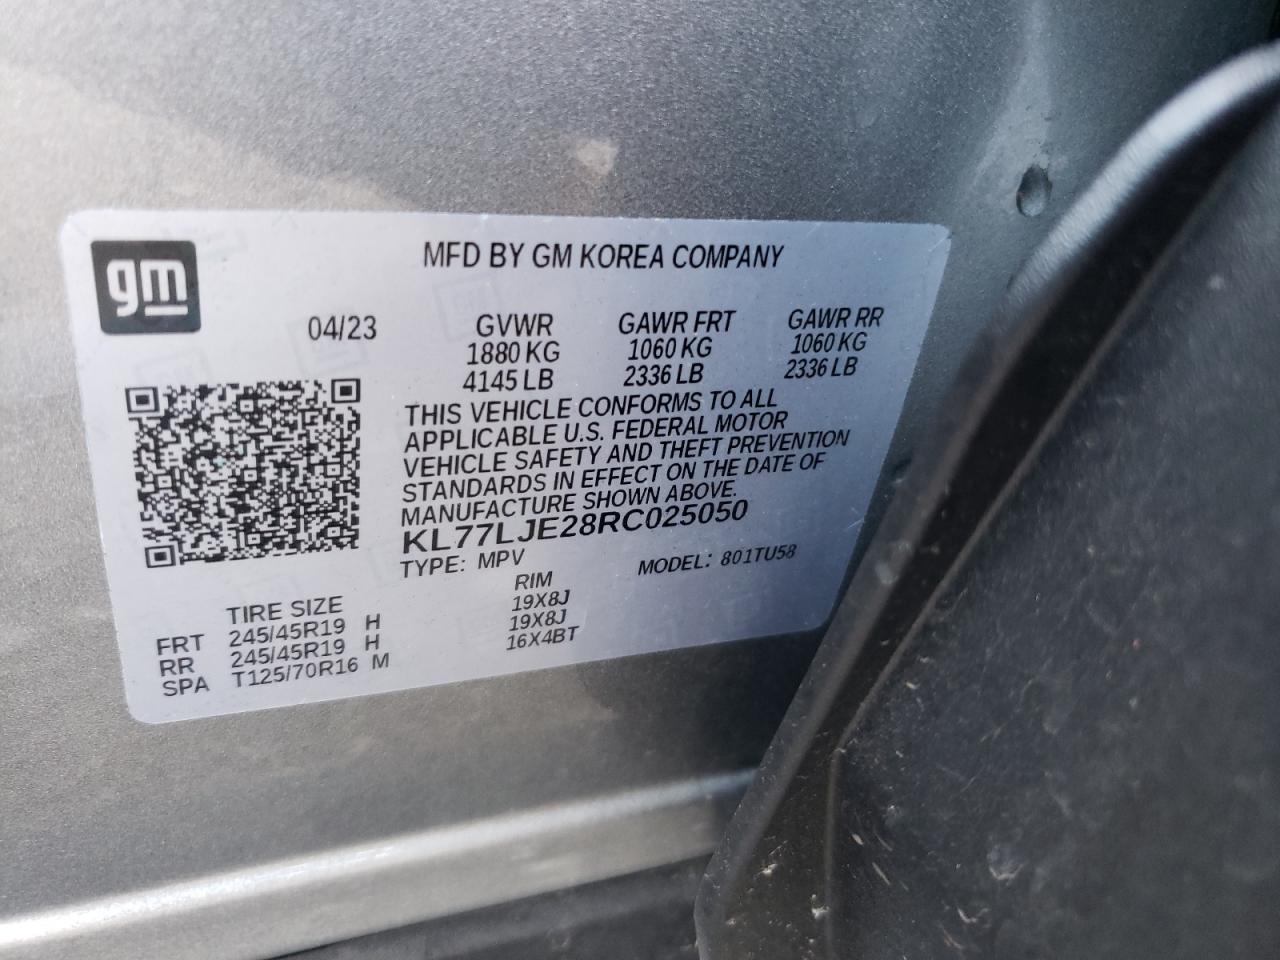 gm
MFD BY GM KOREA COMPANY
04/23 GVWR GAWR FRT GAWR RR
1880 KG 1060 KG 1060 KG
4145 LB 2336 LB 2336 LB
THIS VEHICLE CONFORMS TO ALL
APPLICABLE U.S. FEDERAL MOTOR
VEHICLE SAFETY AND THEFT PREVENTION
STANDARDS IN EFFECT ON THE DATE OF
MANUFACTURE SHOWN ABOVE.
KL77LJE28RC025050
TYPE: MPV MODEL: 801TU58
TIRE SIZE RIM
FRT 245/45R19 H 19X8J
RR 245/45R19 H 19X8J
SPA T125/70R16 M 16X4BT